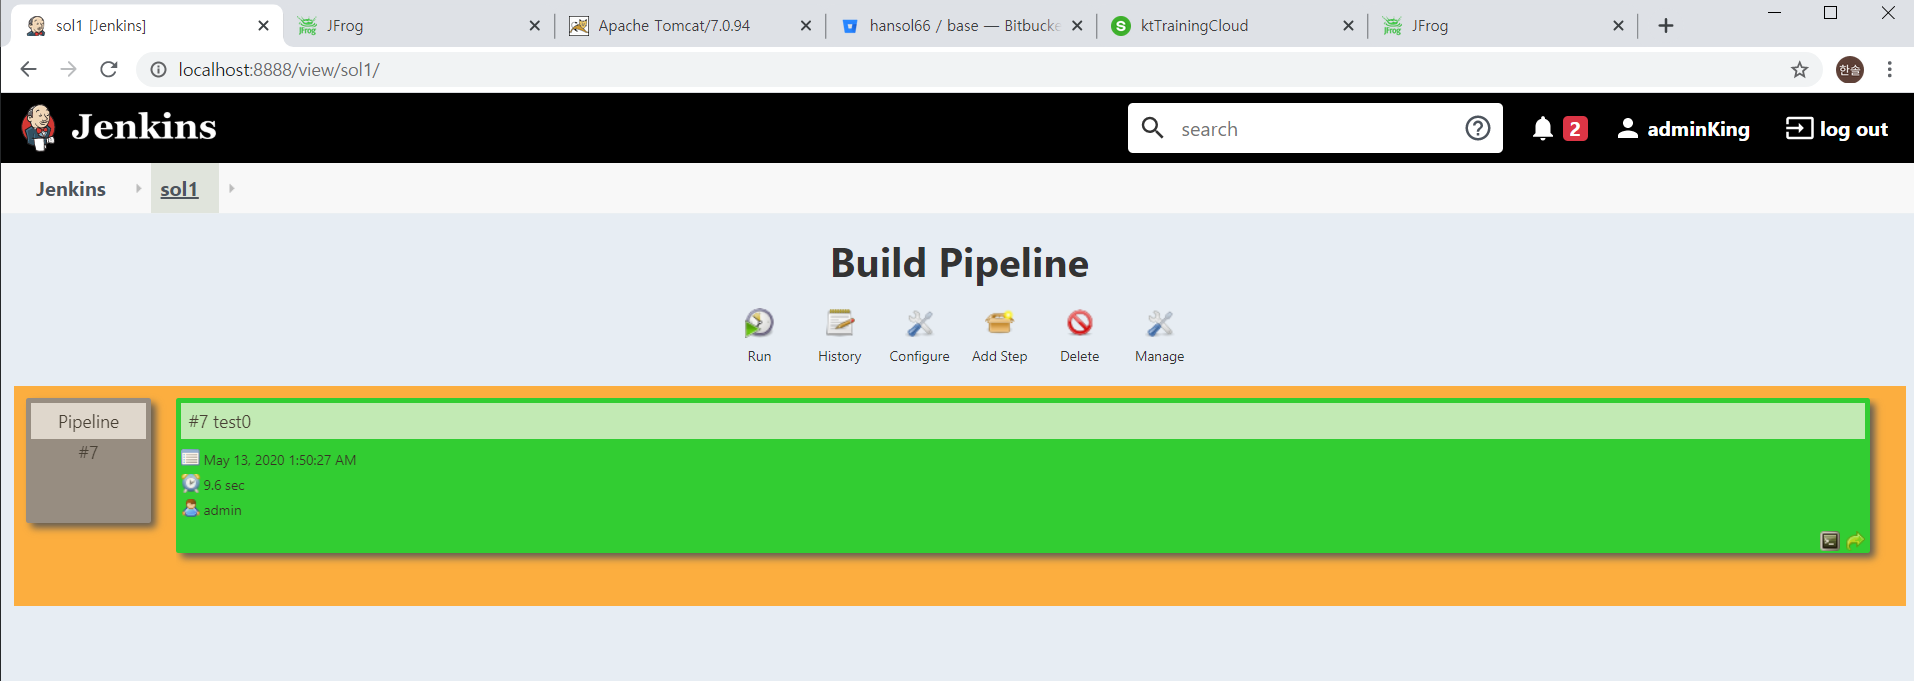 sol1 [Jenkins]
JFrog
Apache Tomcat/7.0.94
hansol66 / base — Bitbucke
ktTrainingCloud
JFrog
localhost:8888/view/sol1/
한솔
Jenkins
search
2
adminKing
log out
Jenkins
sol1
Build Pipeline
Run
History
Configure
Add Step
Delete
Manage
Pipeline
#7
#7 test0
May 13, 2020 1:50:27 AM
9.6 sec
admin